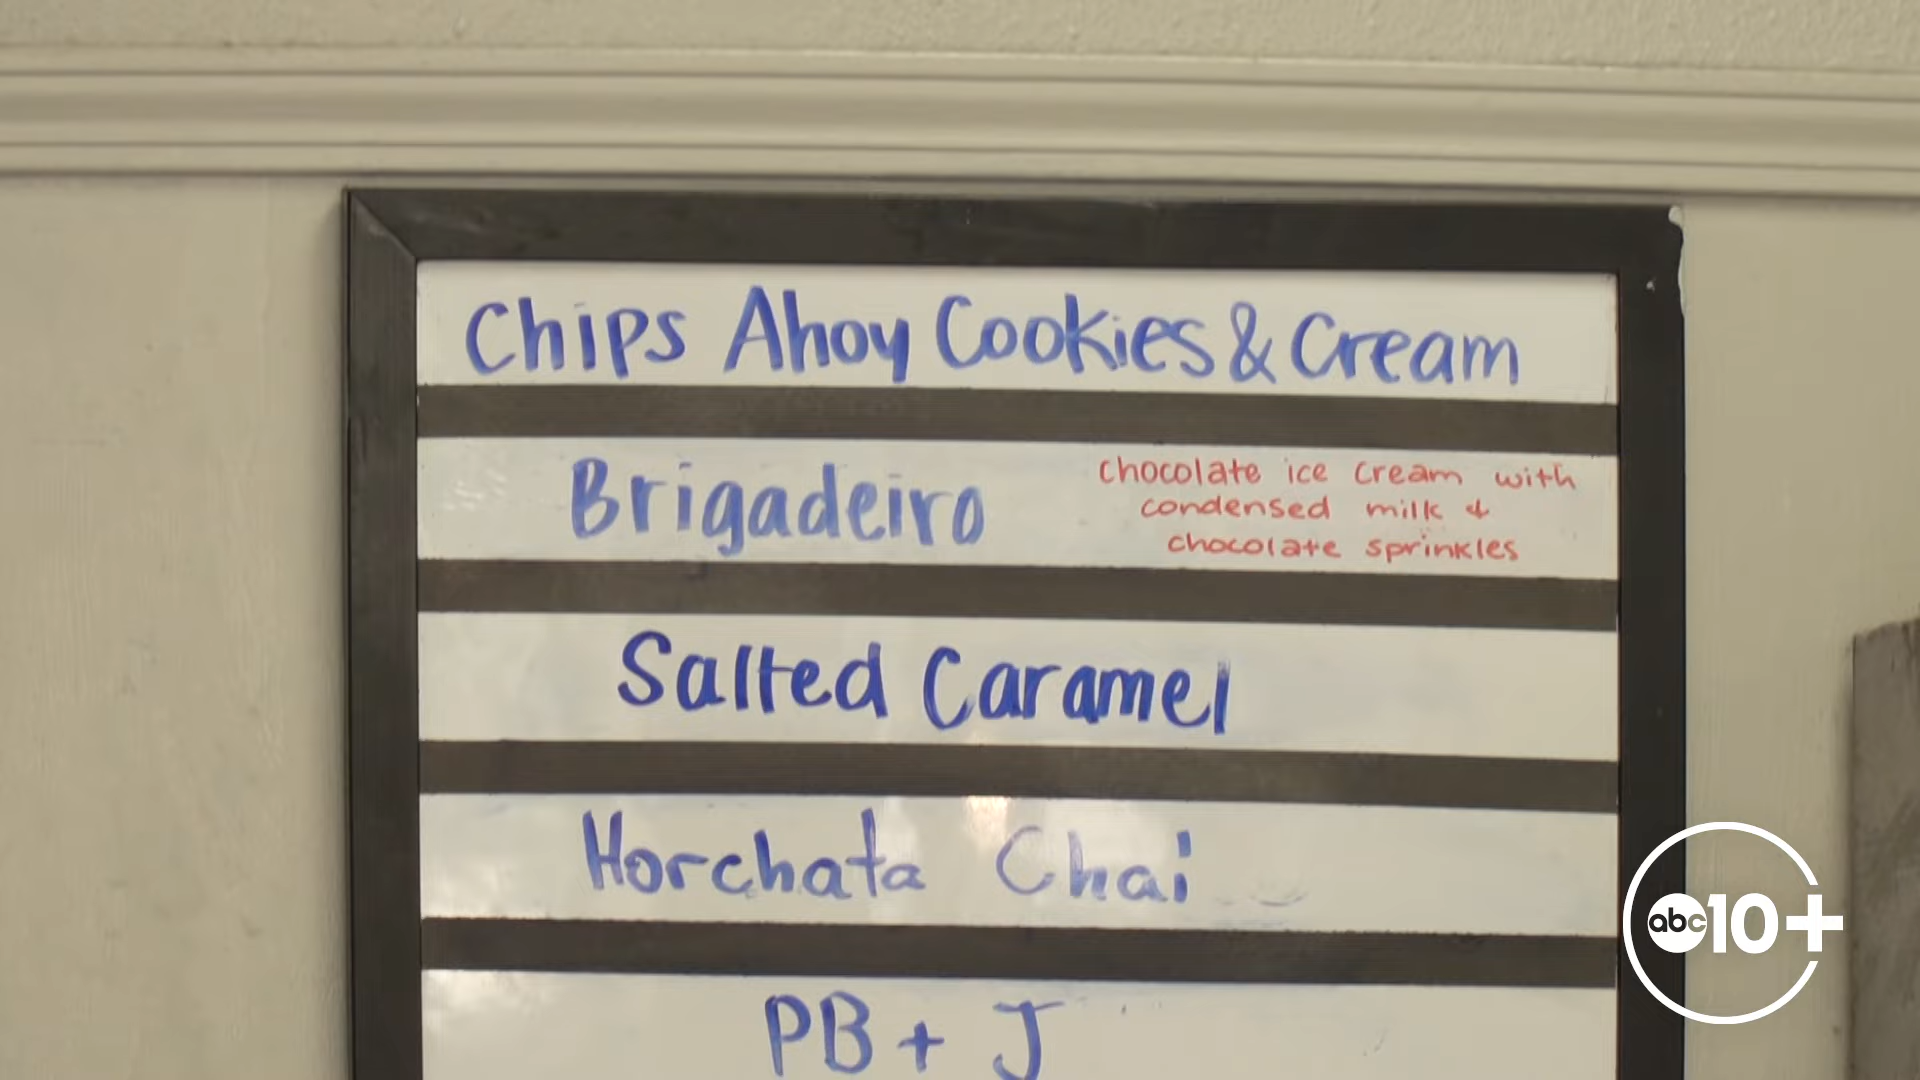 Chips Ahoy Cookies & Cream
Brigadeiro
chocolate ice cream with
condensed milk &
chocolate sprinkles
Salted Caramel
Horchata Chai
PB + J
abc10+